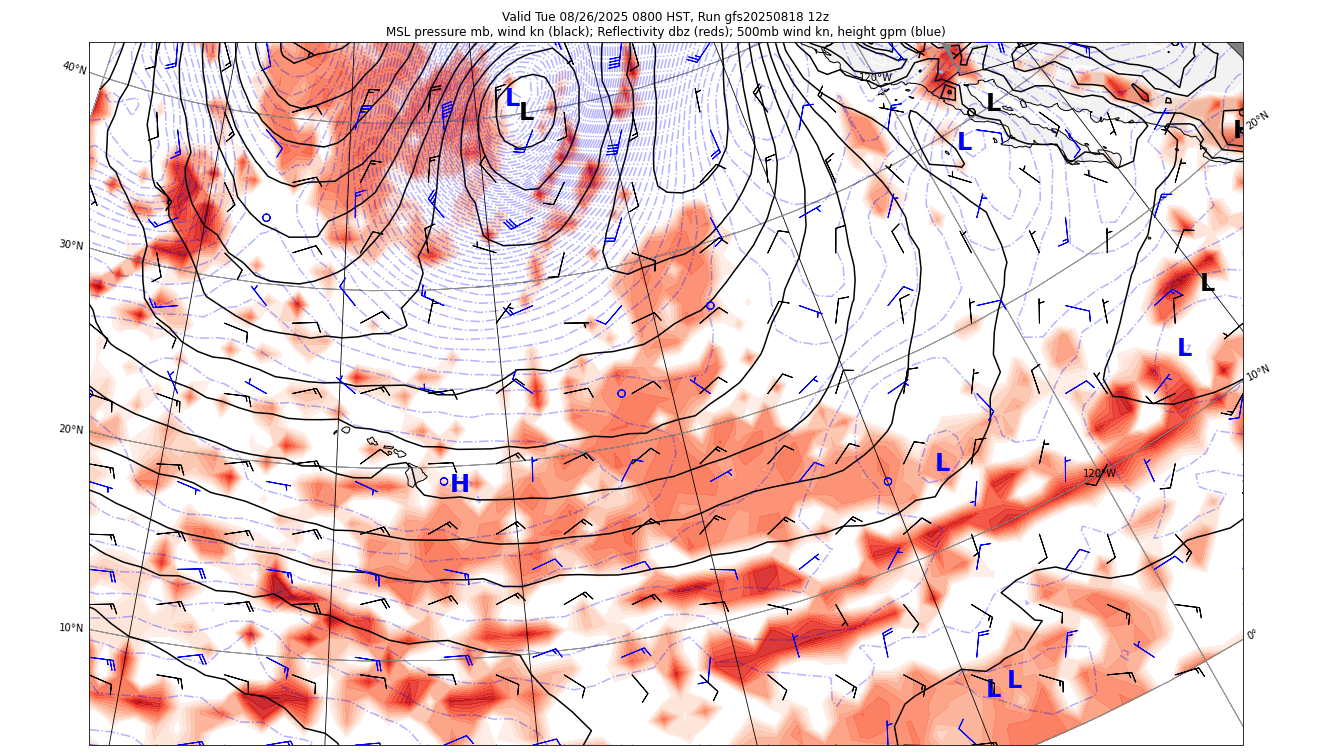 Valid Tue 08/26/2025 0800 HST, Run gfs20250818 12z
MSL pressure mb, wind kn (black); Reflectivity dbz (reds); 500mb wind kn, height gpm (blue)
40°N
120°W
L
L
L
L
20°N
30°N
L
L
10°N
20°N
L
120°W
H
10°N
0°
L
L